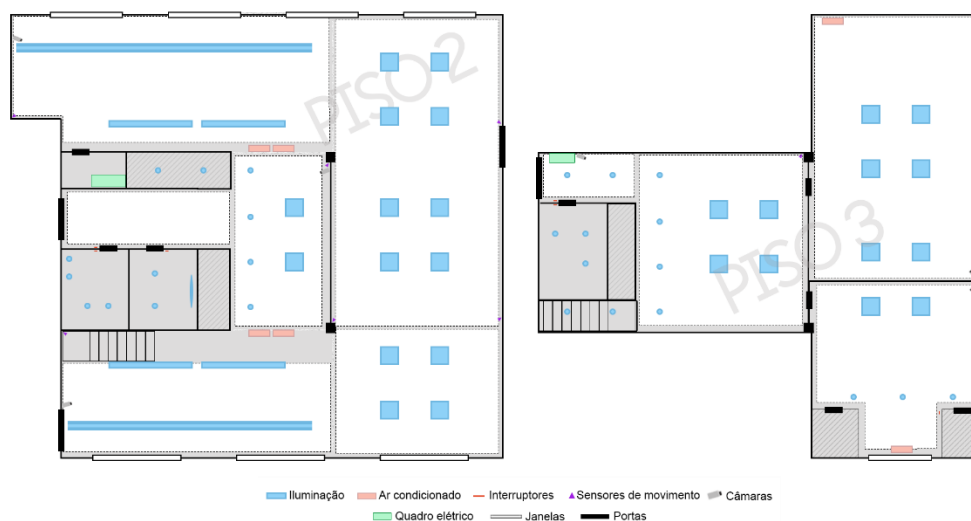 PISO 2
PISO 3
Iluminação Ar condicionado Interruptores Sensores de movimento Câmaras
Quadro elétrico Janelas Portas